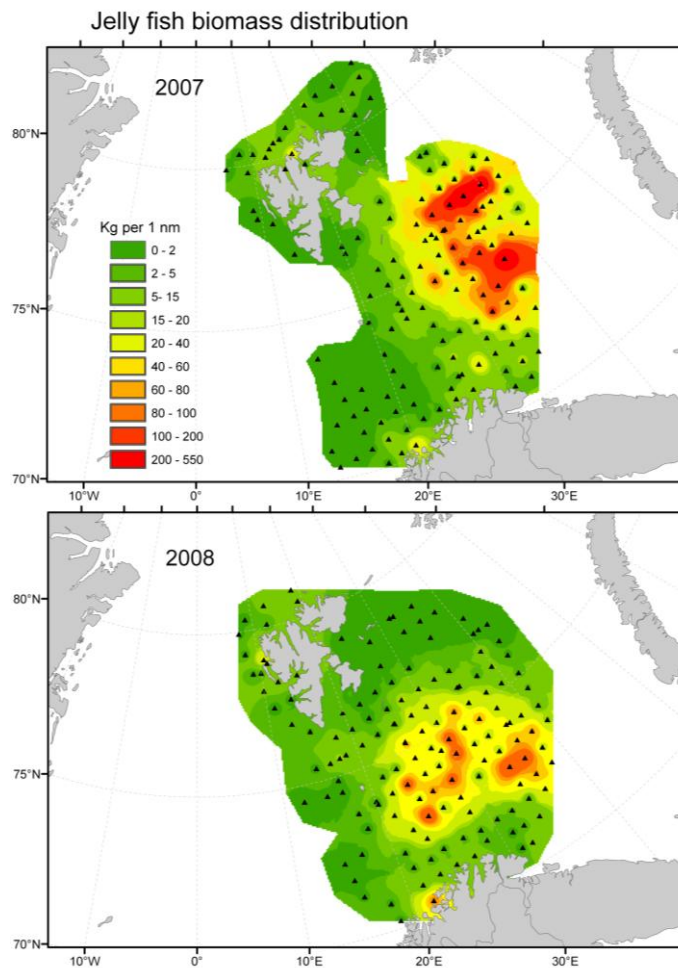 Jelly fish biomass distribution
2007
80°N
Kg per 1 nm
0 - 2
2 - 5
5- 15
15 - 20
20 - 40
40 - 60
60 - 80
80 - 100
100 - 200
200 - 550
75°N
70°N
10°W
0°
10°E
20°E
30°E
2008
80°N
75°N
70°N
10°W
0°
10°E
20°E
30°E